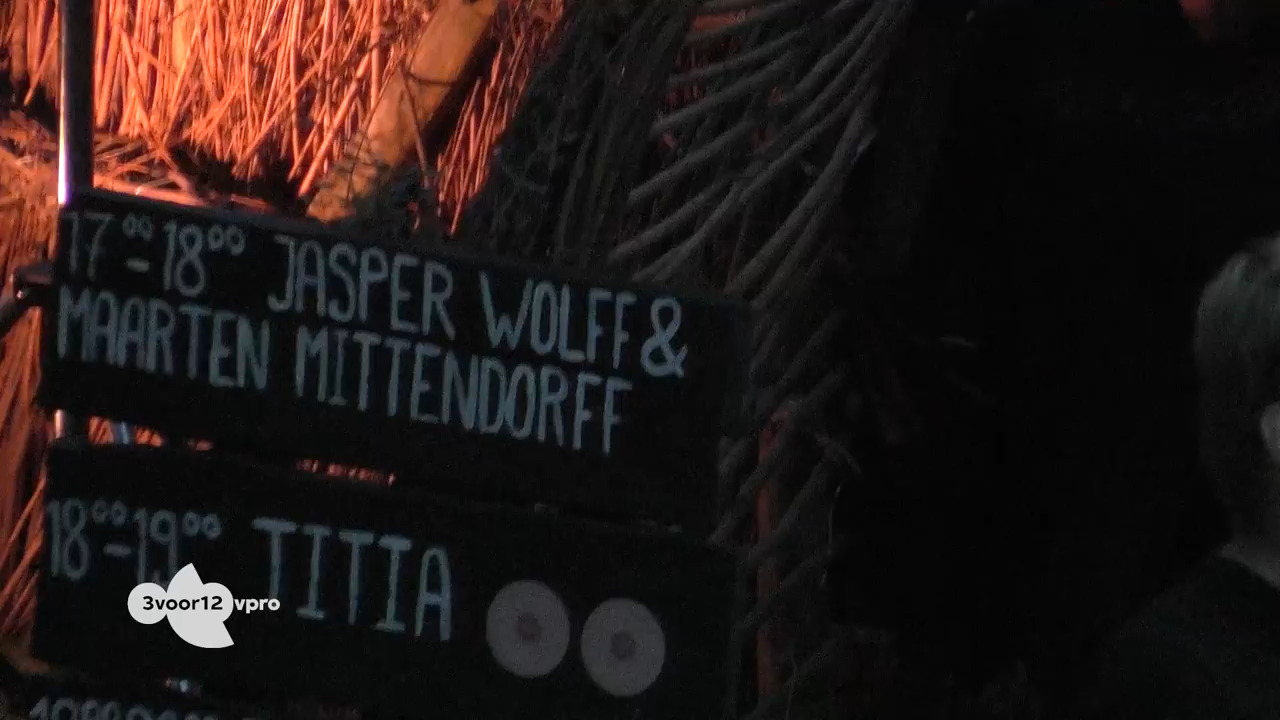 17⁰⁰-18⁰⁰ JASPER WOLFF &
MAARTEN MITTENDORFF
18⁰⁰-19⁰⁰ TITIA
3voor12 vpro